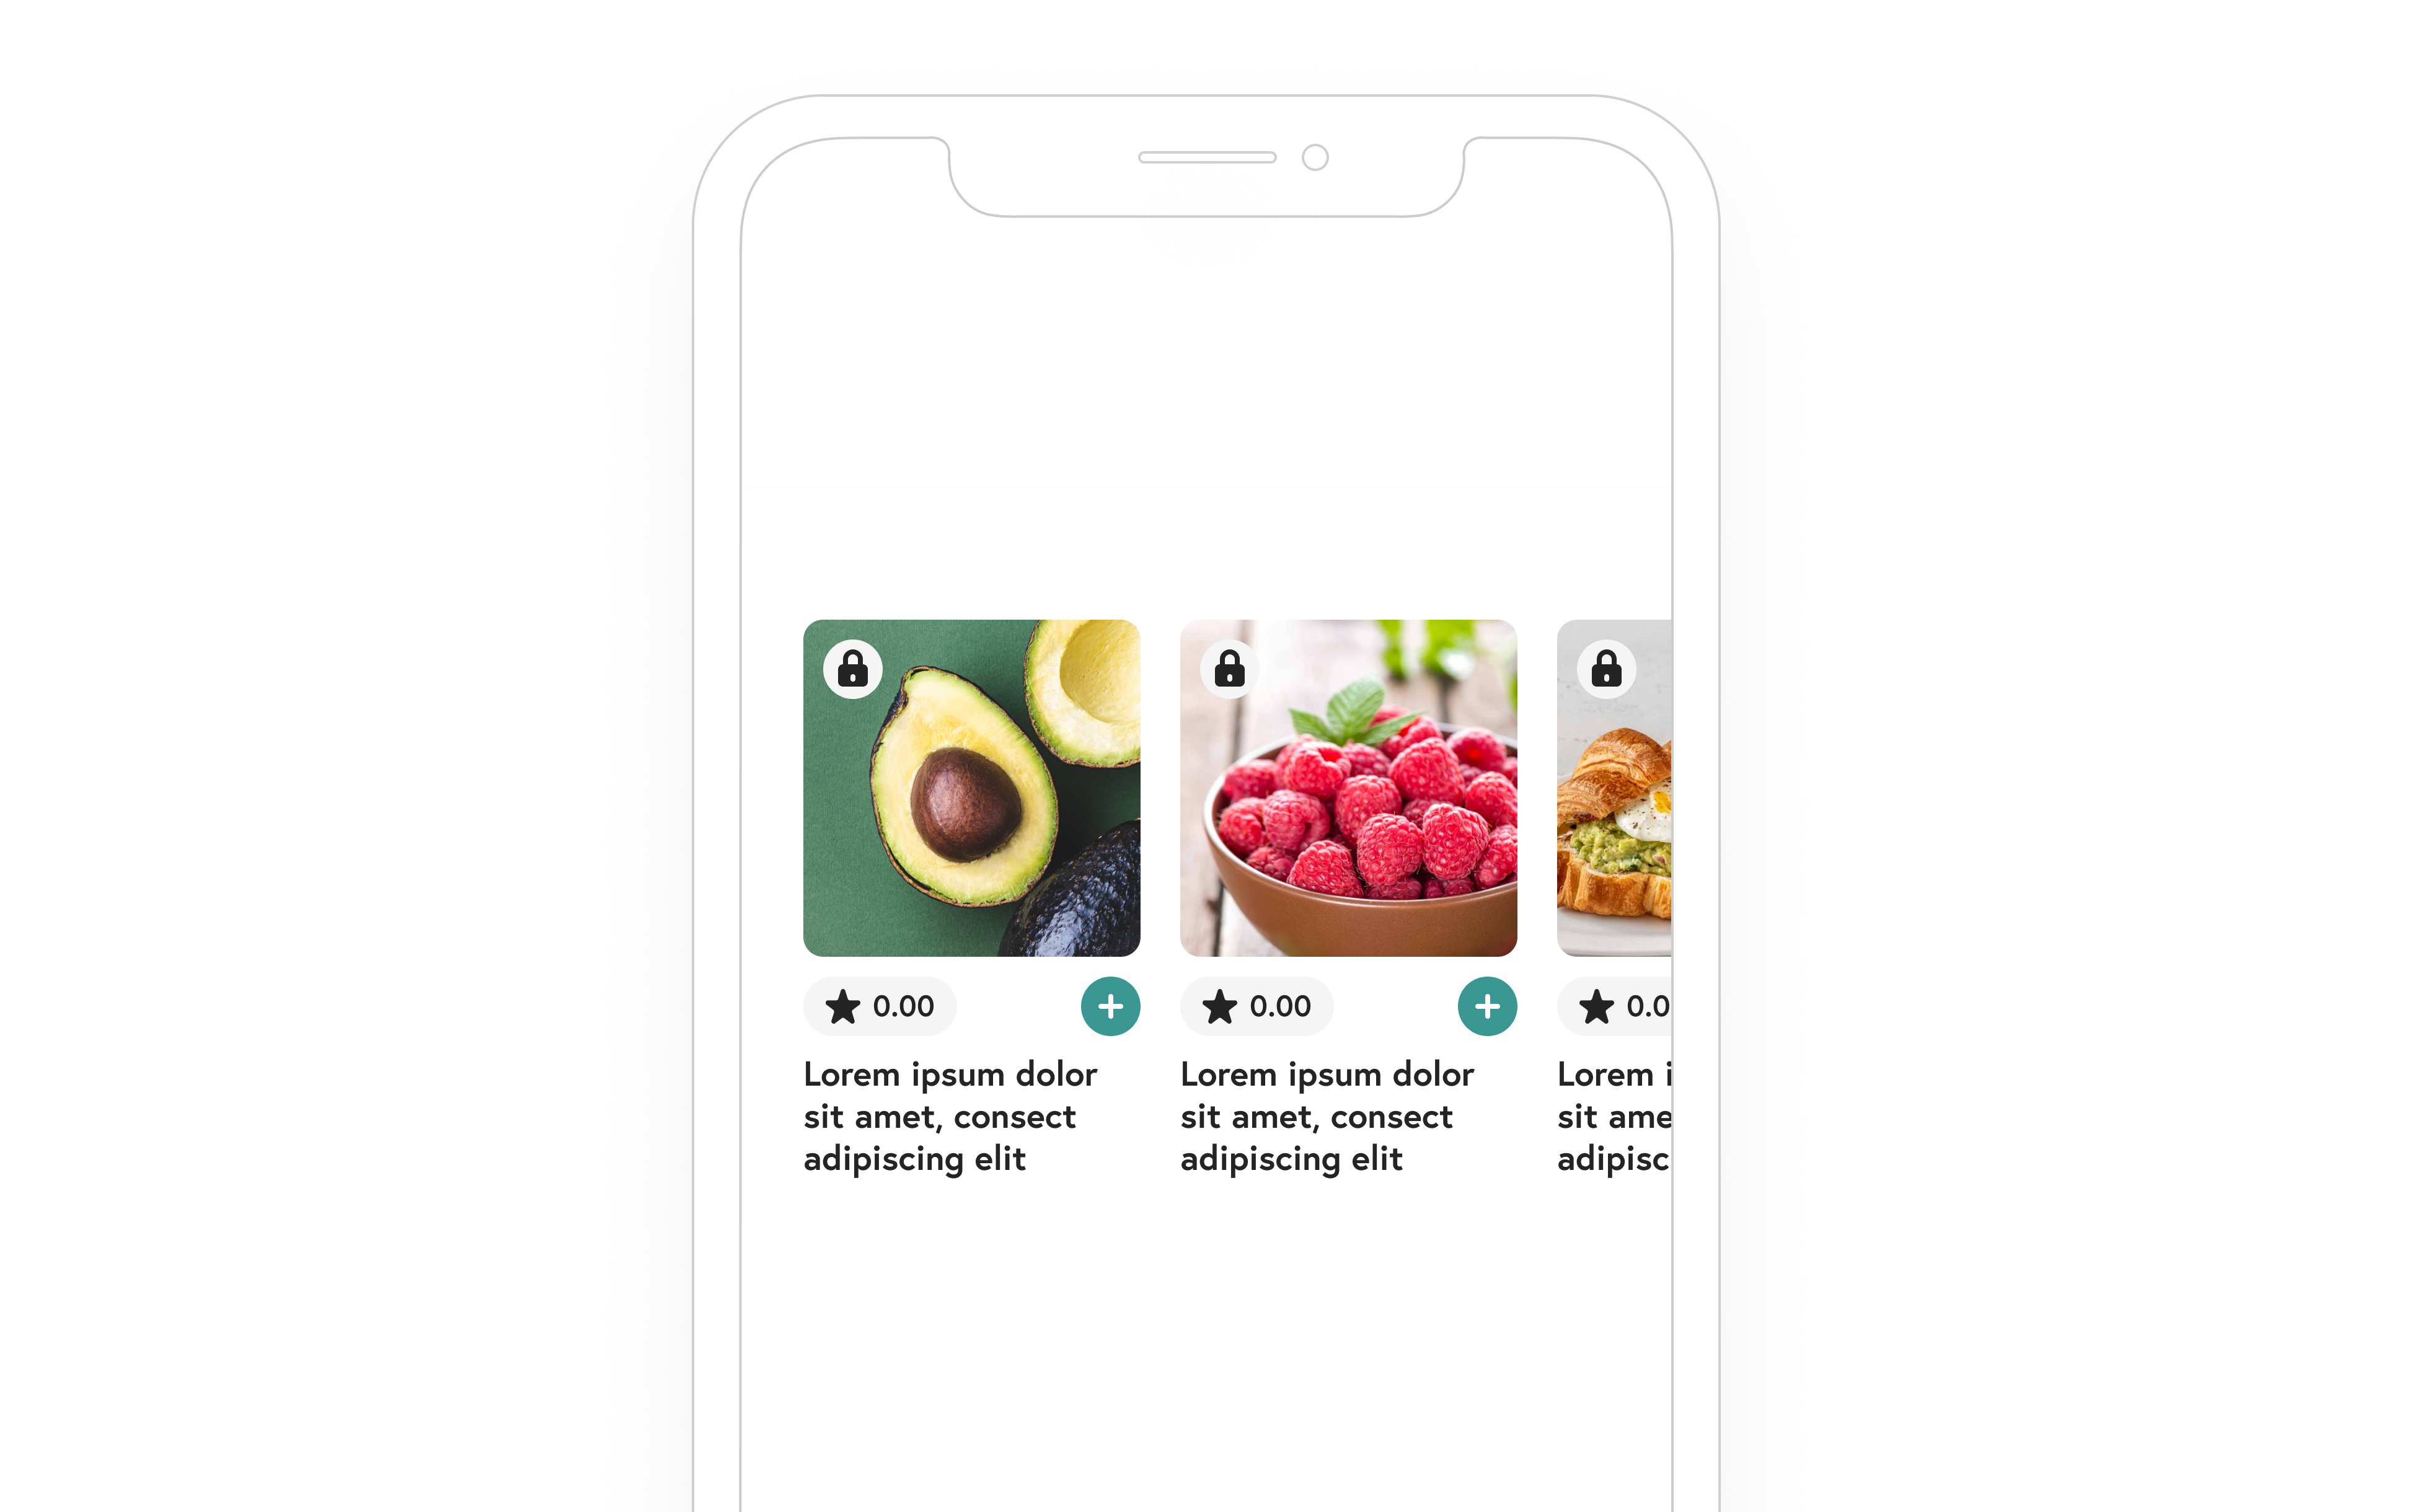 0.00
Lorem ipsum dolor
sit amet, consect
adipiscing elit
0.00
Lorem ipsum dolor
sit amet, consect
adipiscing elit
0.0
Lorem i
sit ame
adipisc